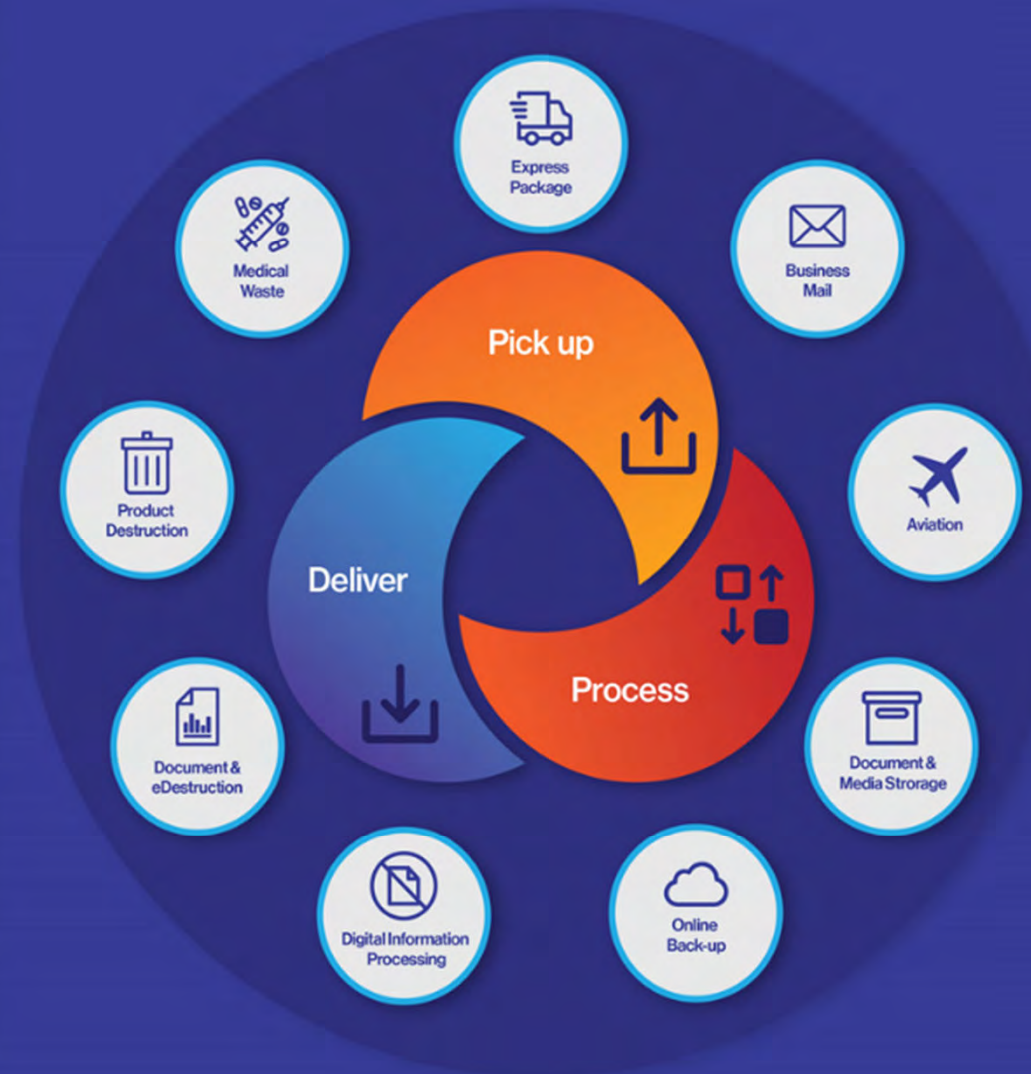 Express
Package
Business
Mail
Aviation
Document &
Media Strorage
Online
Back-up
Digital Information
Processing
Document &
eDestruction
Product
Destruction
Medical
Waste
Pick up
Process
Deliver